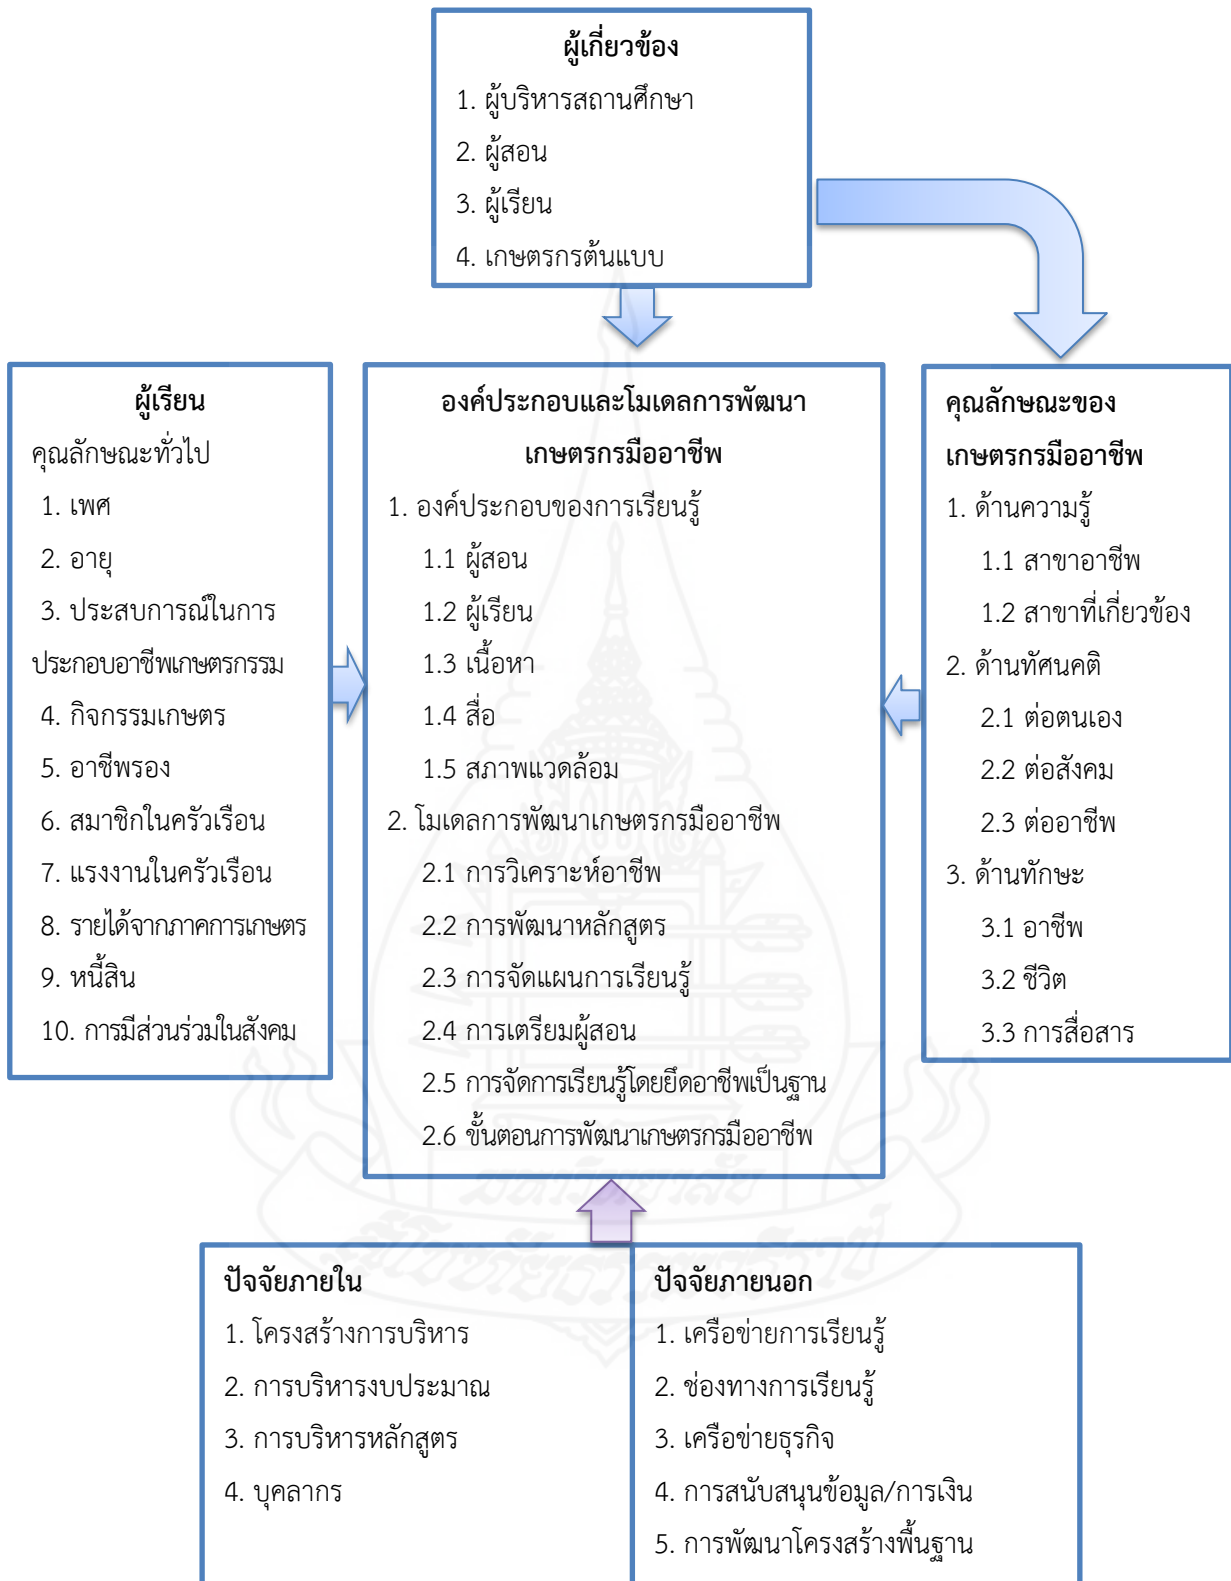 ผู้เกี่ยวข้อง
1. ผู้บริหารสถานศึกษา
2. ผู้สอน
3. ผู้เรียน
4. เกษตรกรต้นแบบ
ผู้เรียน
คุณลักษณะทั่วไป
1. เพศ
2. อายุ
3. ประสบการณ์ในการ
ประกอบอาชีพเกษตรกรรม
4. กิจกรรมเกษตร
5. อาชีพรอง
6. สมาชิกในครัวเรือน
7. แรงงานในครัวเรือน
8. รายได้จากภาคการเกษตร
9. หนี้สิน
10. การมีส่วนร่วมในสังคม
องค์ประกอบและโมเดลการพัฒนา
เกษตรกรมืออาชีพ
1. องค์ประกอบของการเรียนรู้
1.1 ผู้สอน
1.2 ผู้เรียน
1.3 เนื้อหา
1.4 สื่อ
1.5 สภาพแวดล้อม
2. โมเดลการพัฒนาเกษตรกรมืออาชีพ
2.1 การวิเคราะห์อาชีพ
2.2 การพัฒนาหลักสูตร
2.3 การจัดแผนการเรียนรู้
2.4 การเตรียมผู้สอน
2.5 การจัดการเรียนรู้โดยยึดอาชีพเป็นฐาน
2.6 ขั้นตอนการพัฒนาเกษตรกรมืออาชีพ
คุณลักษณะของ
เกษตรกรมืออาชีพ
1. ด้านความรู้
1.1 สาขาอาชีพ
1.2 สาขาที่เกี่ยวข้อง
2. ด้านทัศนคติ
2.1 ต่อตนเอง
2.2 ต่อสังคม
2.3 ต่ออาชีพ
3. ด้านทักษะ
3.1 อาชีพ
3.2 ชีวิต
3.3 การสื่อสาร
มหาวิทยาลัย
สุโขทัยธรรมาธิราช
ปัจจัยภายใน
1. โครงสร้างการบริหาร
2. การบริหารงบประมาณ
3. การบริหารหลักสูตร
4. บุคลากร
ปัจจัยภายนอก
1. เครือข่ายการเรียนรู้
2. ช่องทางการเรียนรู้
3. เครือข่ายธุรกิจ
4. การสนับสนุนข้อมูล/การเงิน
5. การพัฒนาโครงสร้างพื้นฐาน